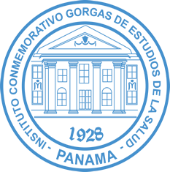 INSTITUTO CONMEMORATIVO GORGAS DE ESTUDIOS DE LA SALUD
1928
- PANAMA -